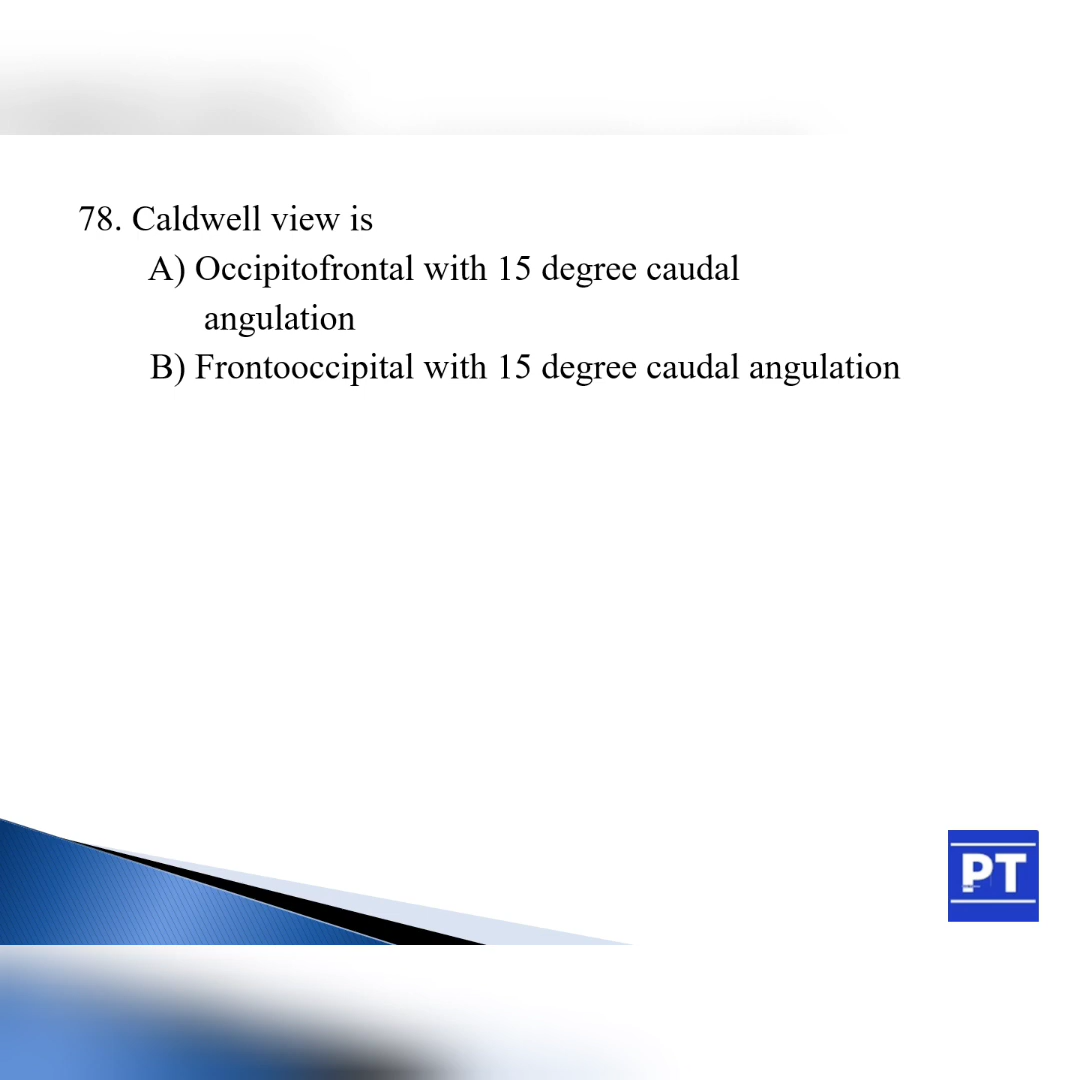 78. Caldwell view is
A) Occipitofrontal with 15 degree caudal
angulation
B) Frontooccipital with 15 degree caudal angulation
PT